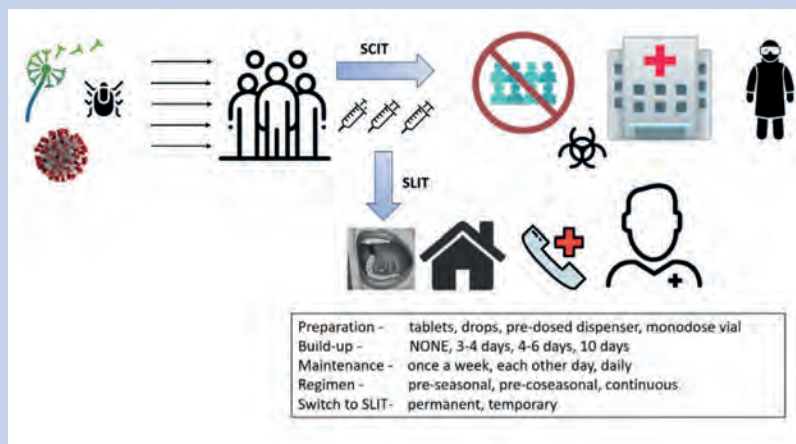 SCIT
SLIT
Preparation - tablets, drops, pre-dosed dispenser, monodose vial
Build-up - NONE, 3-4 days, 4-6 days, 10 days
Maintenance - once a week, each other day, daily
Regimen - pre-seasonal, pre-coseasonal, continuous
Switch to SLIT- permanent, temporary